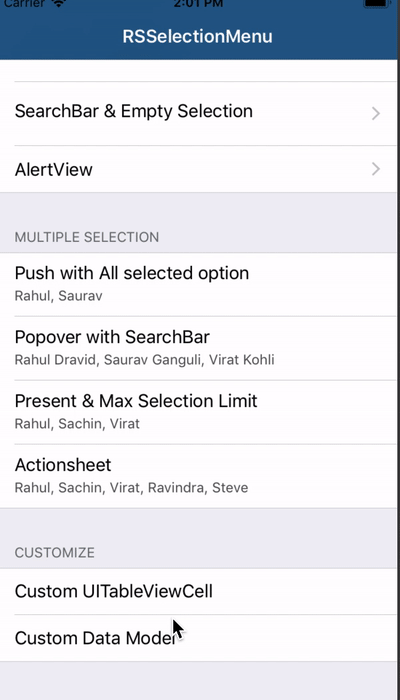 Carrier 2:01 PM
RSSelectionMenu
SearchBar & Empty Selection
AlertView
MULTIPLE SELECTION
Push with All selected option
Rahul, Saurav
Popover with SearchBar
Rahul Dravid, Saurav Ganguli, Virat Kohli
Present & Max Selection Limit
Rahul, Sachin, Virat
Actionsheet
Rahul, Sachin, Virat, Ravindra, Steve
CUSTOMIZE
Custom UITableViewCell
Custom Data Model